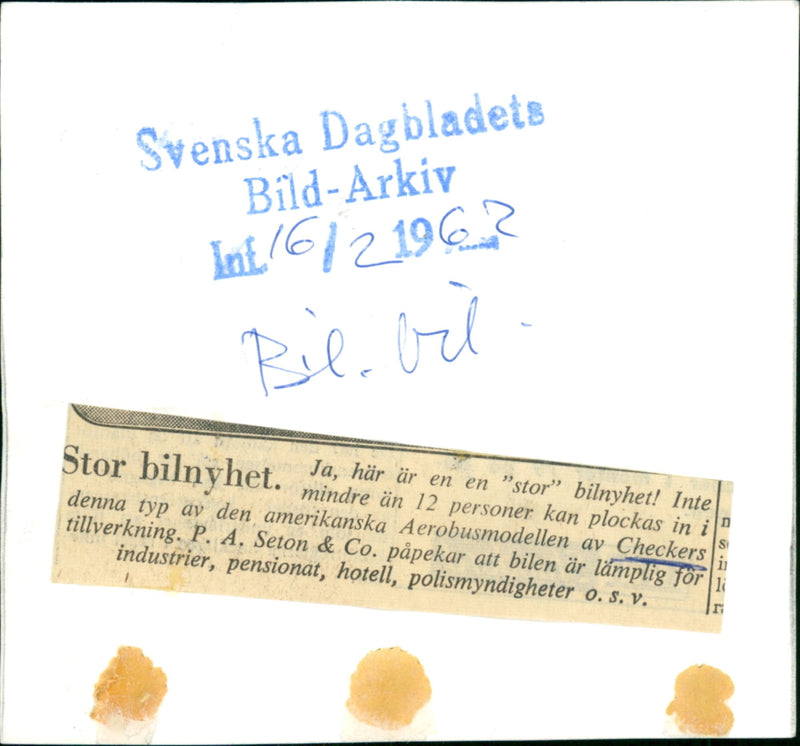 Svenska Dagbladets
Bild-Arkiv
Inf. 16/2 1962
Bil. bil -
Stor bilnyhet. Ja, här är en en "stor" bilnyhet! Inte
mindre än 12 personer kan plockas in i
denna typ av den amerikanska Aerobusmodellen av Checkers
tillverkning. P. A. Seton & Co. påpekar att bilen är lämplig för
industrier, pensionat, hotell, polismyndigheter o. s. v.